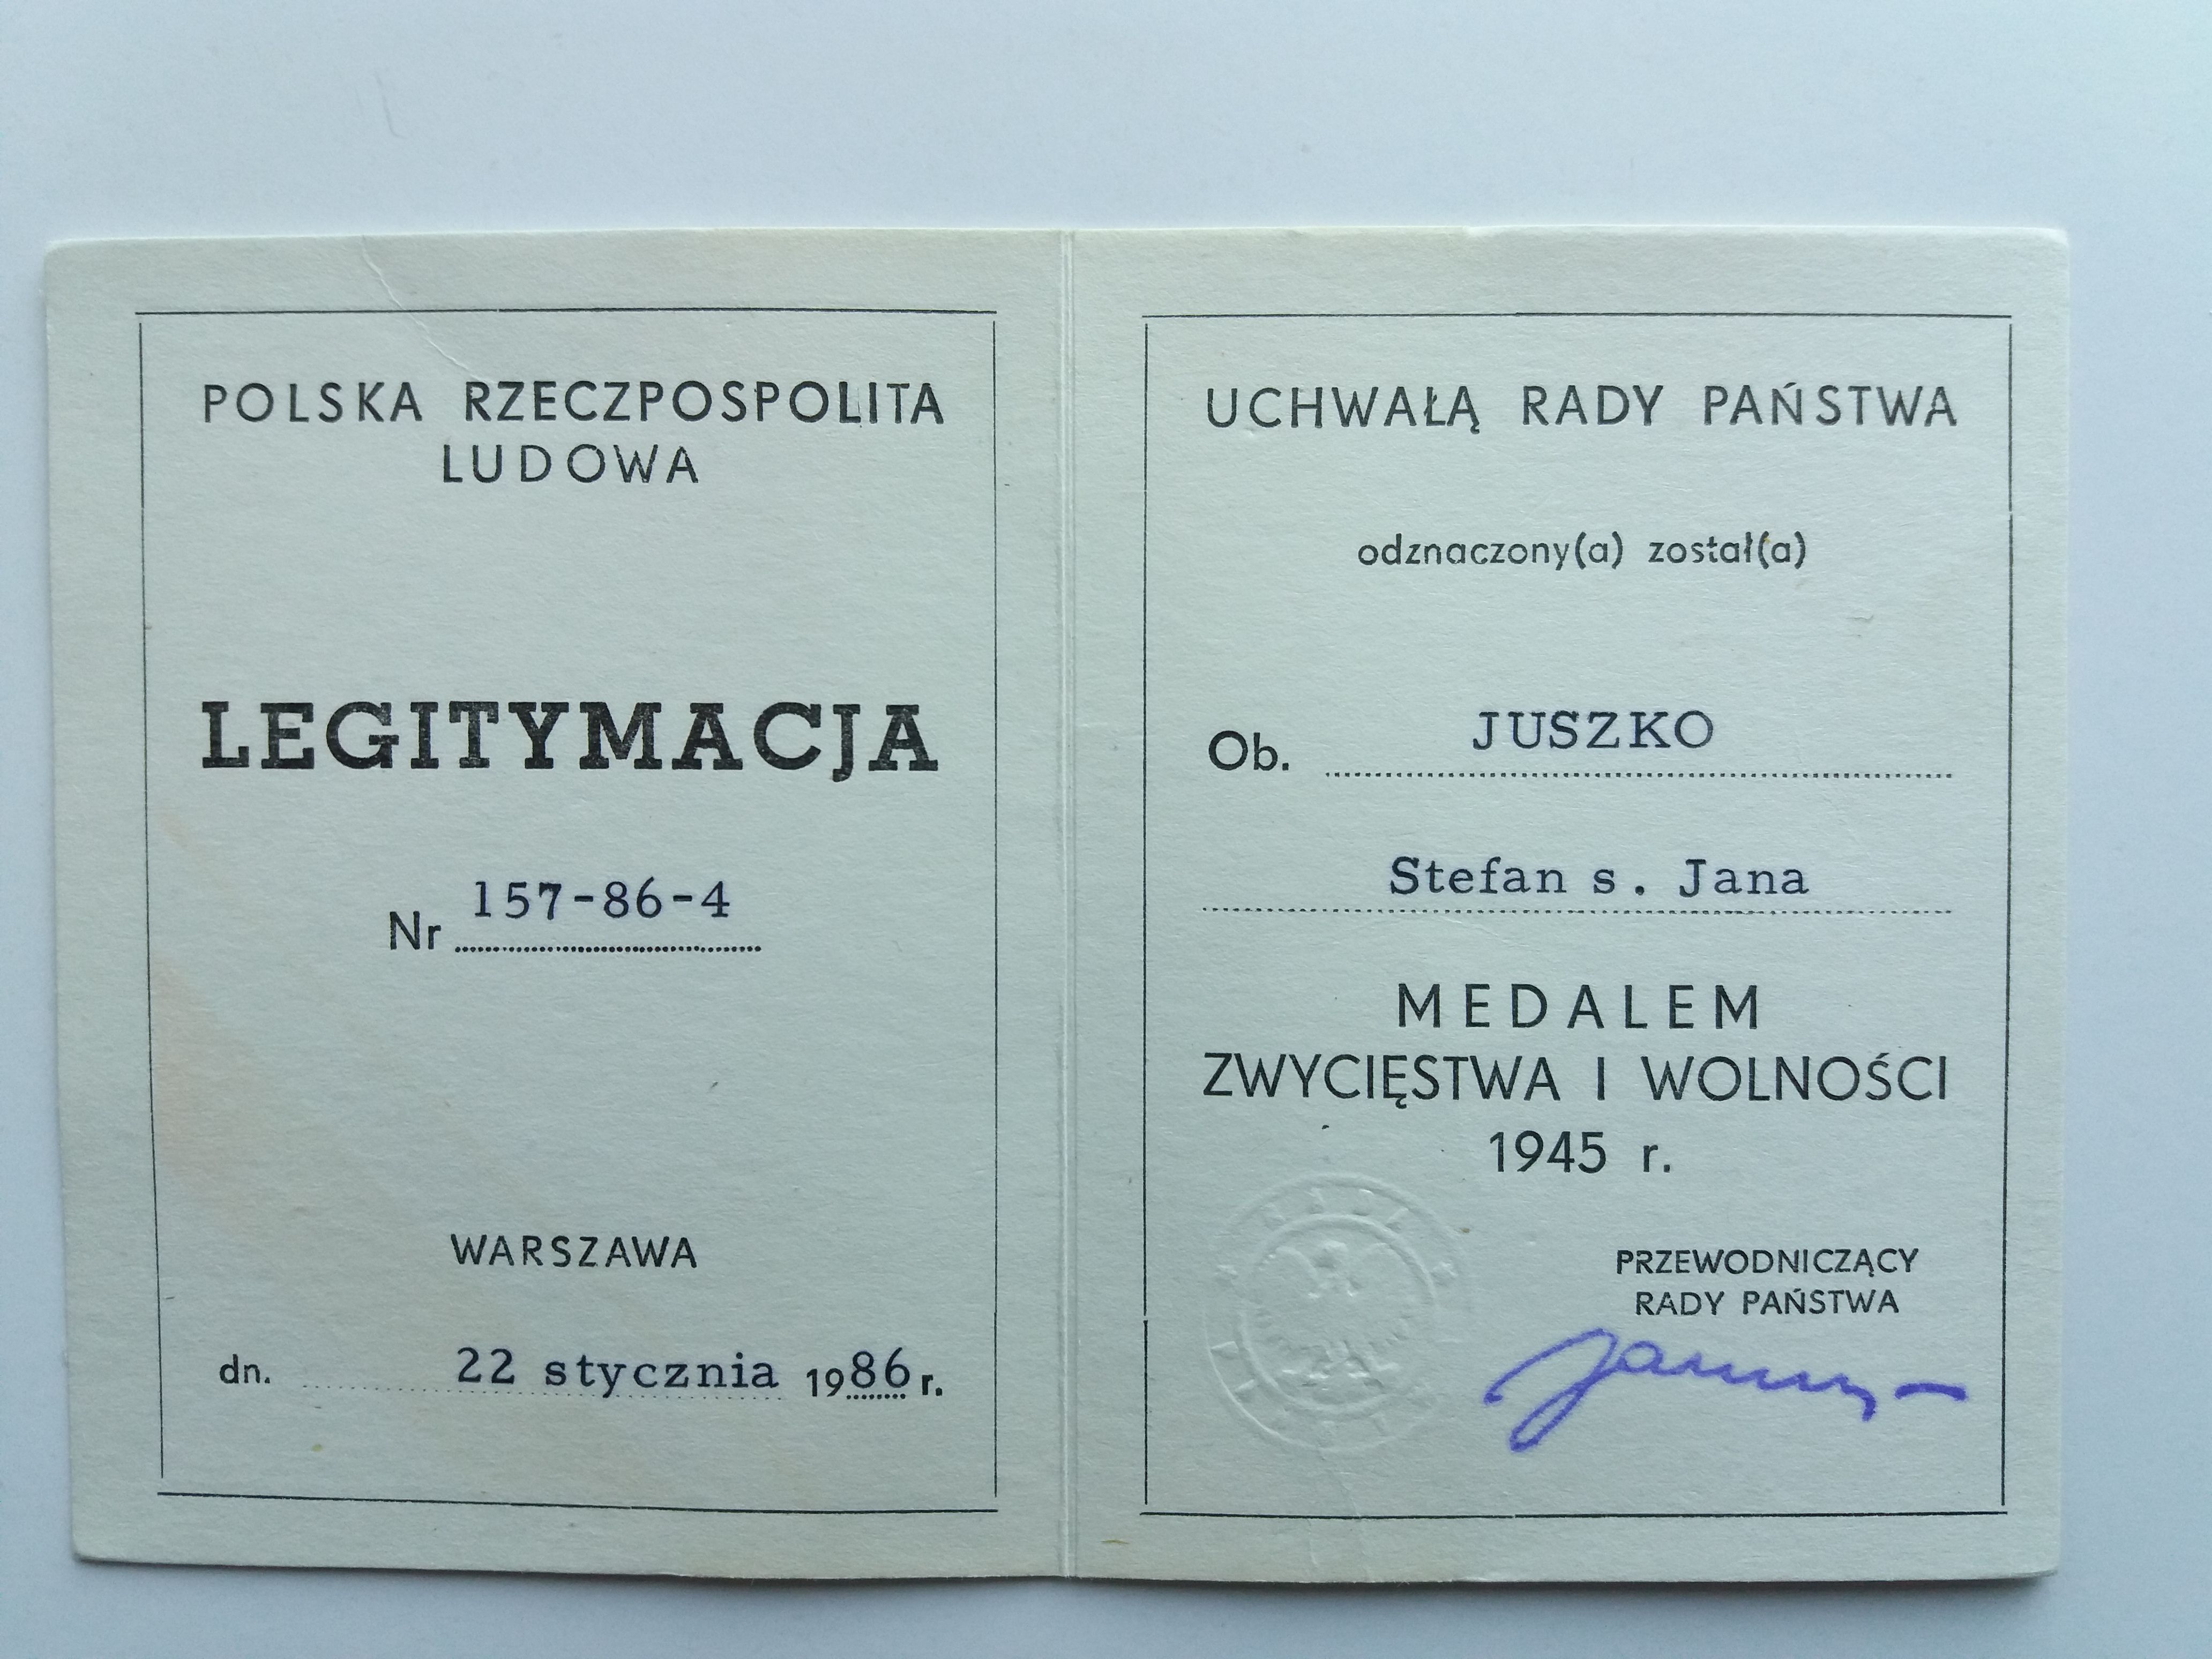 POLSKA RZECZPOSPOLITA
LUDOWA
LEGITYMACJA
Nr 157-86-4
WARSZAWA
dn. 22 stycznia 1986 r.
UCHWAŁĄ RADY PAŃSTWA
odznaczony(a) został(a)
Ob. JUSZKO
Stefan s. Jana
MEDALEM
ZWYCIĘSTWA I WOLNOŚCI
1945 r.
PRZEWODNICZĄCY
RADY PAŃSTWA